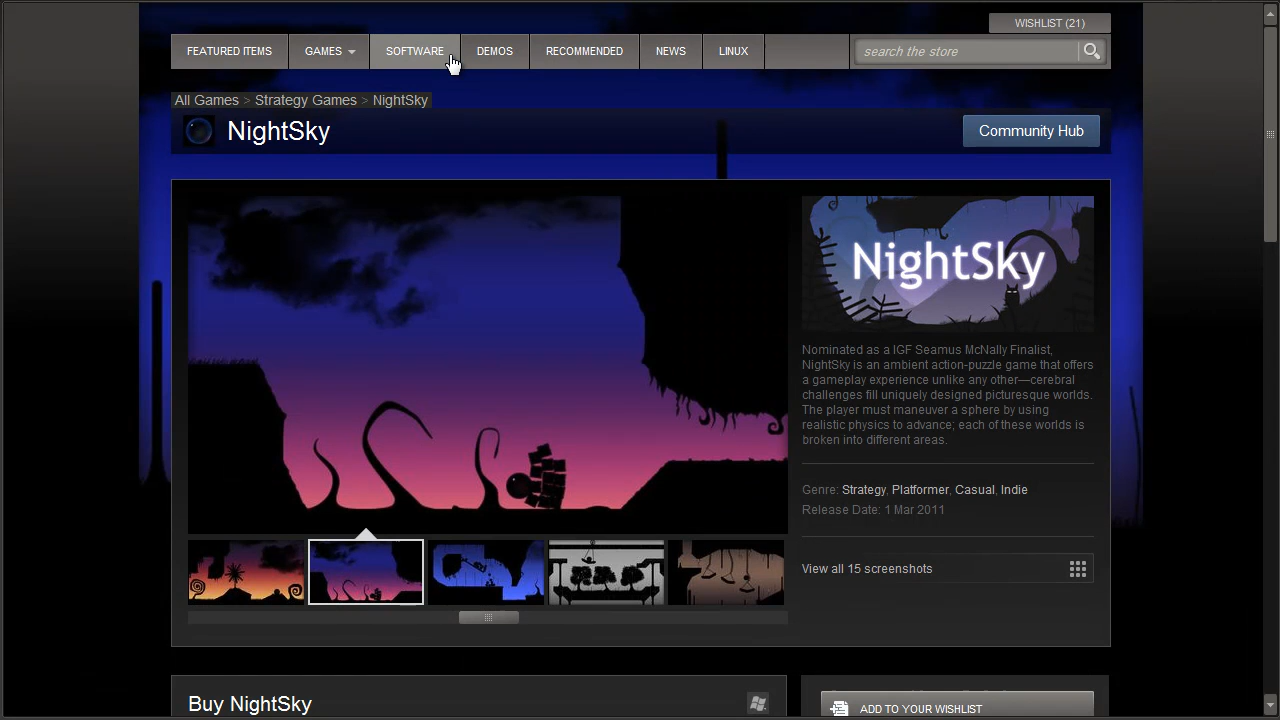 WISHLIST (21)
FEATURED ITEMS GAMES SOFTWARE DEMOS RECOMMENDED NEWS LINUX search the store
All Games > Strategy Games > NightSky
NightSky
Community Hub
NightSky
Nominated as a IGF Seamus McNally Finalist,
NightSky is an ambient action-puzzle game that offers
a gameplay experience unlike any other—cerebral
challenges fill uniquely designed picturesque worlds.
The player must maneuver a sphere by using
realistic physics to advance; each of these worlds is
broken into different areas.
Genre: Strategy, Platformer, Casual, Indie
Release Date: 1 Mar 2011
View all 15 screenshots
Buy NightSky
ADD TO YOUR WISHLIST